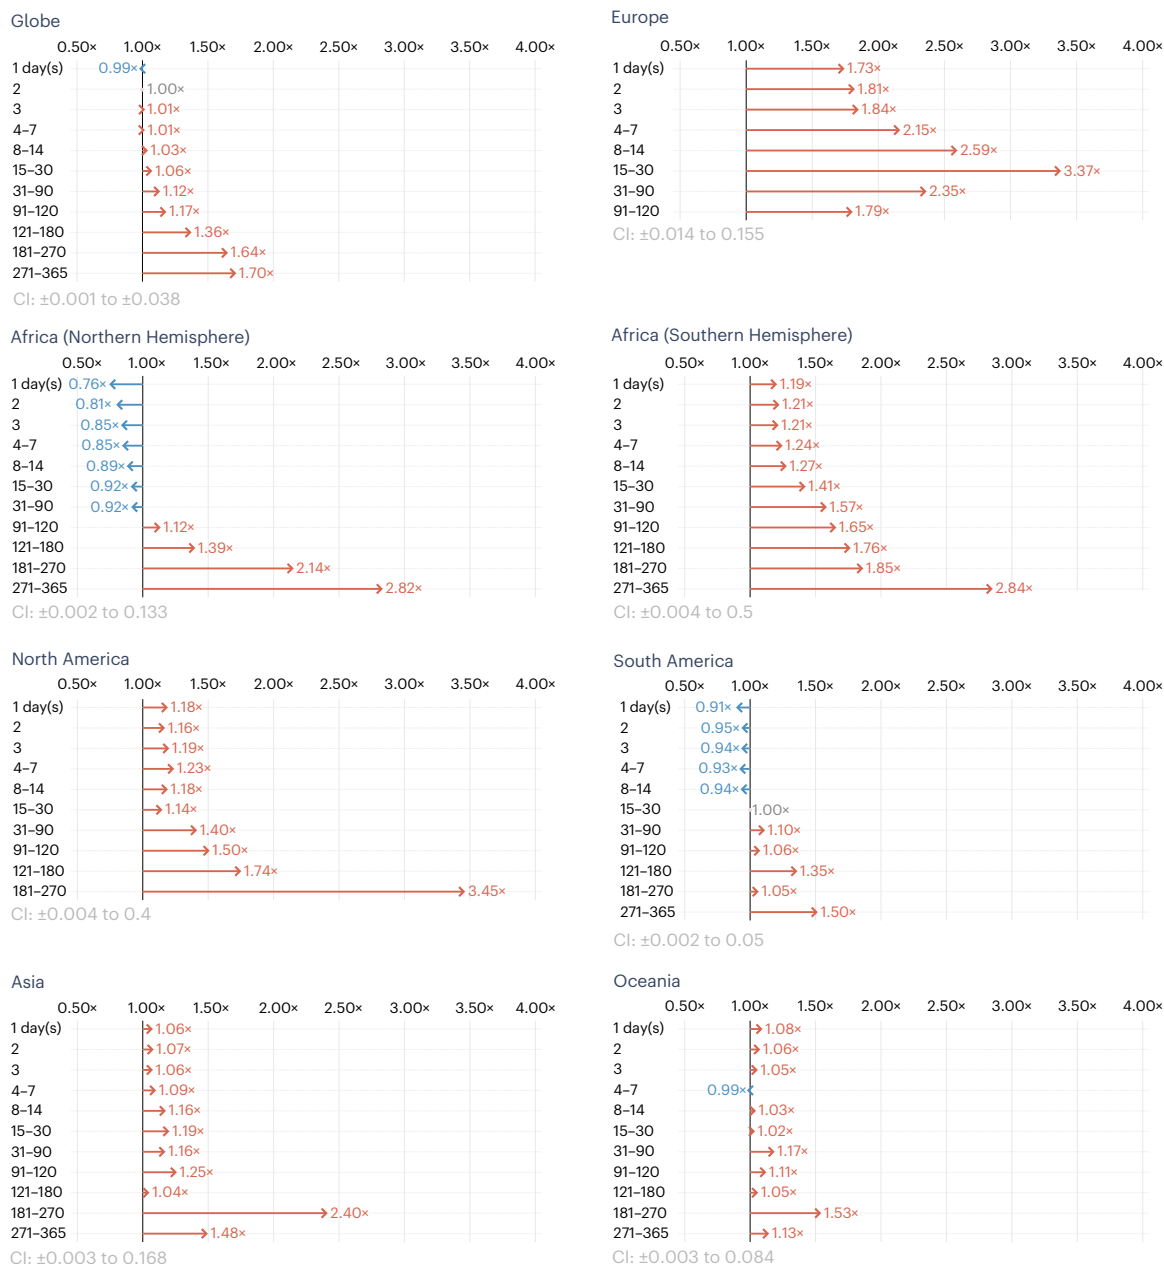 Globe
0.50× 1.00× 1.50× 2.00× 2.50× 3.00× 3.50× 4.00×
1 day(s) 0.99×
2 1.00×
3 1.01×
4–7 1.01×
8–14 1.03×
15–30 1.06×
31–90 1.12×
91–120 1.17×
121–180 1.36×
181–270 1.64×
271–365 1.70×
CI: ±0.001 to ±0.038
Europe
0.50× 1.00× 1.50× 2.00× 2.50× 3.00× 3.50× 4.00×
1 day(s) 1.73×
2 1.81×
3 1.84×
4–7 2.15×
8–14 2.59×
15–30 3.37×
31–90 2.35×
91–120 1.79×
CI: ±0.014 to 0.155
Africa (Northern Hemisphere)
0.50× 1.00× 2.00× 2.50× 3.00× 3.50× 4.00×
1 day(s) 0.76×
2 0.81×
3 0.85×
4–7 0.85×
8–14 0.89×
15–30 0.92×
31–90 0.92×
91–120 1.12×
121–180 1.39×
181–270 2.14×
271–365 2.82×
CI: ±0.002 to 0.133
Africa (Southern Hemisphere)
0.50× 1.00× 1.50× 2.00× 2.50× 3.00× 3.50× 4.00×
1 day(s) 1.19×
2 1.21×
3 1.21×
4–7 1.24×
8–14 1.27×
15–30 1.41×
31–90 1.57×
91–120 1.65×
121–180 1.76×
181–270 1.85×
271–365 2.84×
CI: ±0.004 to 0.5
North America
0.50× 1.00× 1.50× 2.00× 2.50× 3.00× 3.50× 4.00×
1 day(s) 1.18×
2 1.16×
3 1.19×
4–7 1.23×
8–14 1.18×
15–30 1.14×
31–90 1.40×
91–120 1.50×
121–180 1.74×
181–270 3.45×
CI: ±0.004 to 0.4
South America
0.50× 1.00× 1.50× 2.00× 2.50× 3.00× 3.50× 4.00×
1 day(s) 0.91×
2 0.95×
3 0.94×
4–7 0.93×
8–14 0.94×
15–30 1.00×
31–90 1.10×
91–120 1.06×
121–180 1.35×
181–270 1.05×
271–365 1.50×
CI: ±0.002 to 0.05
Asia
0.50× 1.00× 1.50× 2.00× 2.50× 3.00× 3.50× 4.00×
1 day(s) 1.06×
2 1.07×
3 1.06×
4–7 1.09×
8–14 1.16×
15–30 1.19×
31–90 1.16×
91–120 1.25×
121–180 1.04×
181–270 2.40×
271–365 1.48×
CI: ±0.003 to 0.168
Oceania
0.50× 1.00× 1.50× 2.00× 2.50× 3.00× 3.50× 4.00×
1 day(s) 1.08×
2 1.06×
3 1.05×
4–7 0.99×
8–14 1.03×
15–30 1.02×
31–90 1.17×
91–120 1.11×
121–180 1.05×
181–270 1.53×
271–365 1.13×
CI: ±0.003 to 0.084